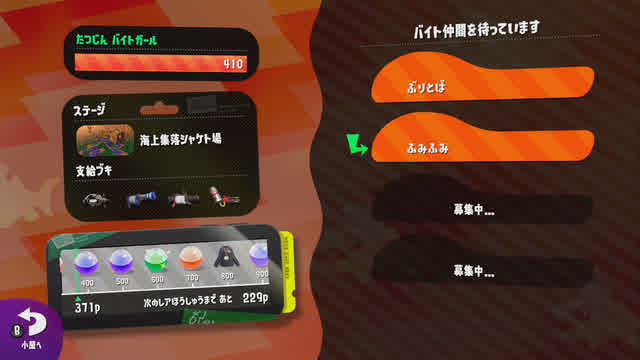 たつじん バイトガール
410
ステージ
海上集落シャケト場
支給ブキ
400 500 600 700 800 900
371p 次のレアほうしゅうまで あと 229p
B
小屋へ
バイト仲間を待っています
ぶりとば
ふみふみ
募集中...
募集中...